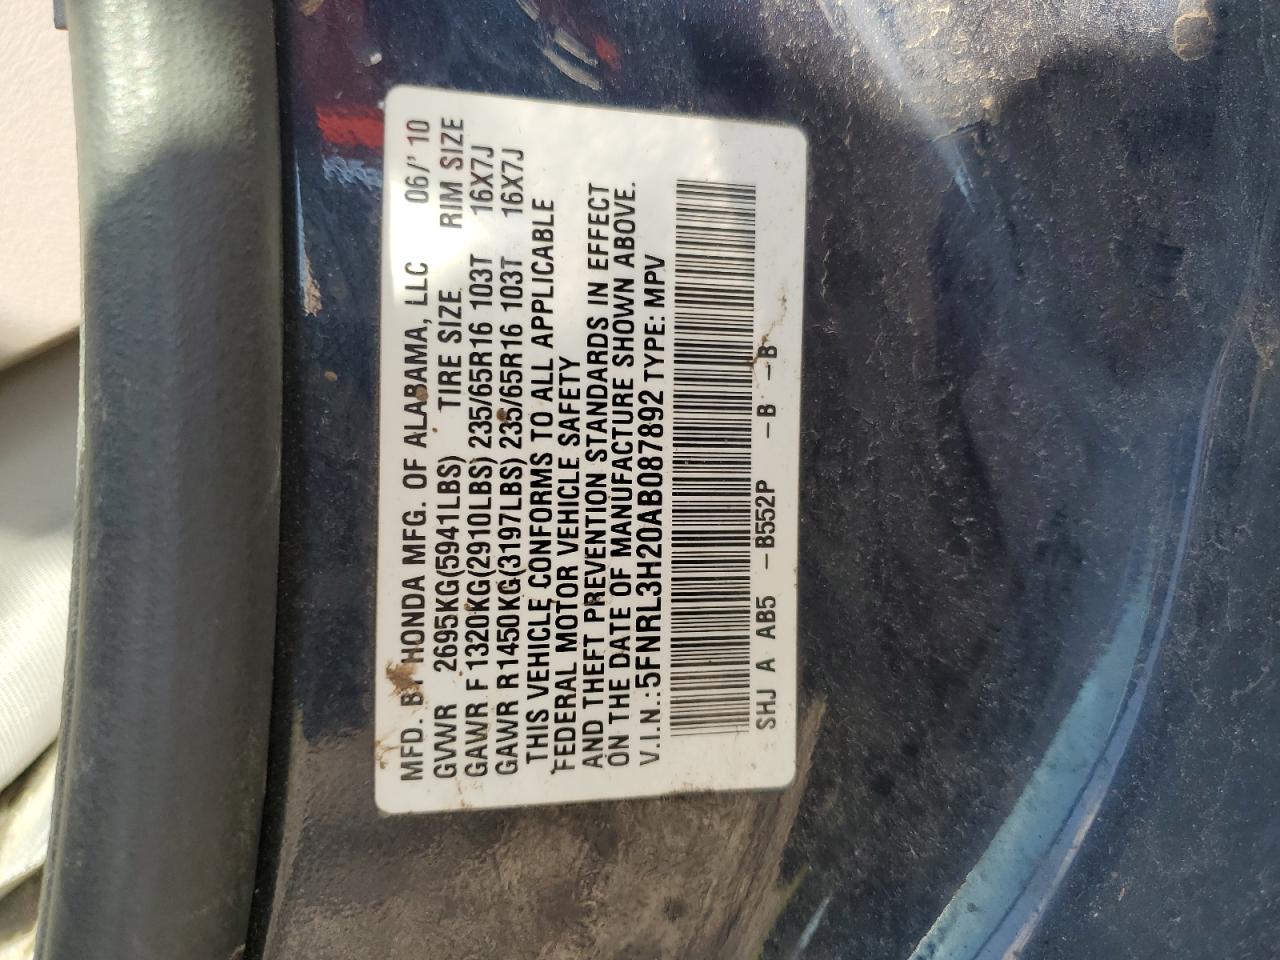 MFD. BY HONDA MFG. OF ALABAMA, LLC 06/'10
GVWR 2695KG(5941LBS) TIRE SIZE RIM SIZE
GAWR F 1320KG(2910LBS) 235/65R16 103T 16X7J
GAWR R1450KG(3197LBS) 235/65R16 103T 16X7J
THIS VEHICLE CONFORMS TO ALL APPLICABLE
FEDERAL MOTOR VEHICLE SAFETY
AND THEFT PREVENTION STANDARDS IN EFFECT
ON THE DATE OF MANUFACTURE SHOWN ABOVE.
V.I.N.:5FNRL3H20AB087892 TYPE: MPV
SHJ A AB5 -B552P -B -B